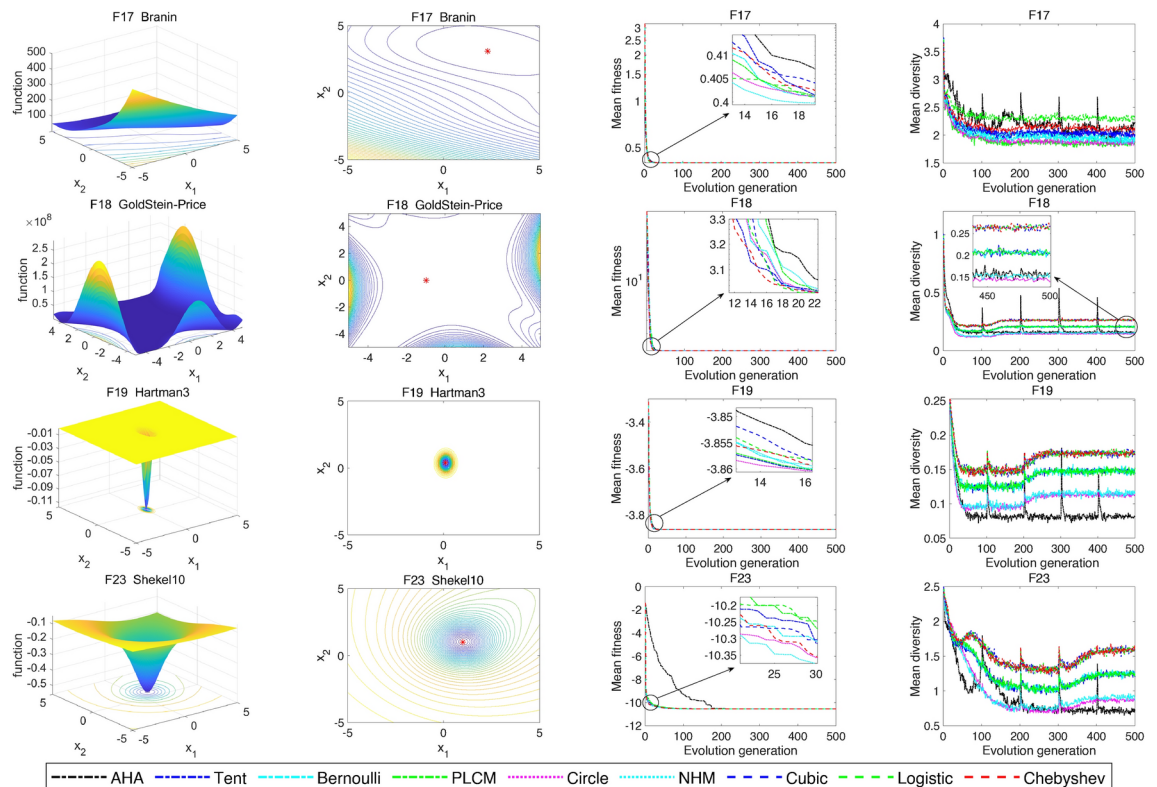 F17 Branin
function
500
400
300
200
100
5
0
-5
x2
-5
0
5
x1
F17 Branin
x2
5
0
-5
-5
0
5
x1
F17
Mean fitness
3
2.5
2
1.5
1
0.5
0.41
0.405
0.4
14 16 18
0 100 200 300 400 500
Evolution generation
F17
Mean diversity
4
3.5
3
2.5
2
1.5
0 100 200 300 400 500
Evolution generation
F18 GoldStein-Price
×10^8
function
2.5
2
1.5
1
0.5
4 2 0 -2 -4
x2
-4 -2 0 2 4
x1
F18 GoldStein-Price
x2
4
2
0
-2
-4
-4 -2 0 2 4
x1
F18
Mean fitness
10^1
3.3
3.2
3.1
12 14 16 18 20 22
0 100 200 300 400 500
Evolution generation
F18
Mean diversity
1
0.5
0
0.25
0.2
0.15
450 500
0 100 200 300 400 500
Evolution generation
F19 Hartman3
function
-0.01
-0.03
-0.05
-0.07
-0.09
-0.11
5
0
-5
x2
-5
0
5
x1
F19 Hartman3
x2
5
0
-5
-5 0 5
x1
F19
Mean fitness
-3.4
-3.6
-3.8
-3.85
-3.855
-3.86
14 16
0 100 200 300 400 500
Evolution generation
F19
Mean diversity
0.25
0.2
0.15
0.1
0.05
0 100 200 300 400 500
Evolution generation
F23 Shekel10
function
-0.1
-0.2
-0.3
-0.4
-0.5
5
0
-5
x2
-5
0
5
x1
F23 Shekel10
x2
5
0
-5
-5 0 5
x1
F23
Mean fitness
-2
-4
-6
-8
-10
-12
-10.2
-10.25
-10.3
-10.35
25 30
0 100 200 300 400 500
Evolution generation
F23
Mean diversity
2.5
2
1.5
1
0.5
0 100 200 300 400 500
Evolution generation
AHA Tent Bernoulli PLCM Circle NHM Cubic Logistic Chebyshev